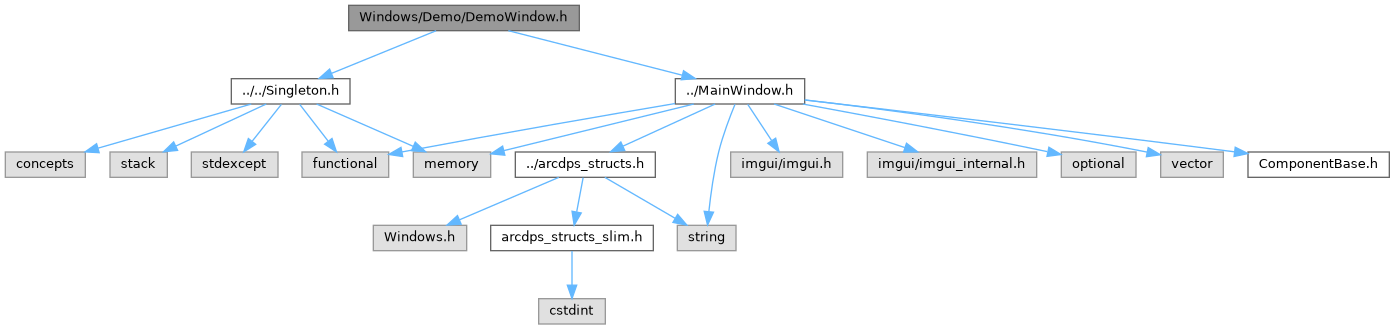 Windows/Demo/DemoWindow.h
../../Singleton.h
../MainWindow.h
concepts
stack
stdexcept
functional
memory
../arcdps_structs.h
imgui/imgui.h
imgui/imgui_internal.h
optional
vector
ComponentBase.h
Windows.h
arcdps_structs_slim.h
string
cstdint